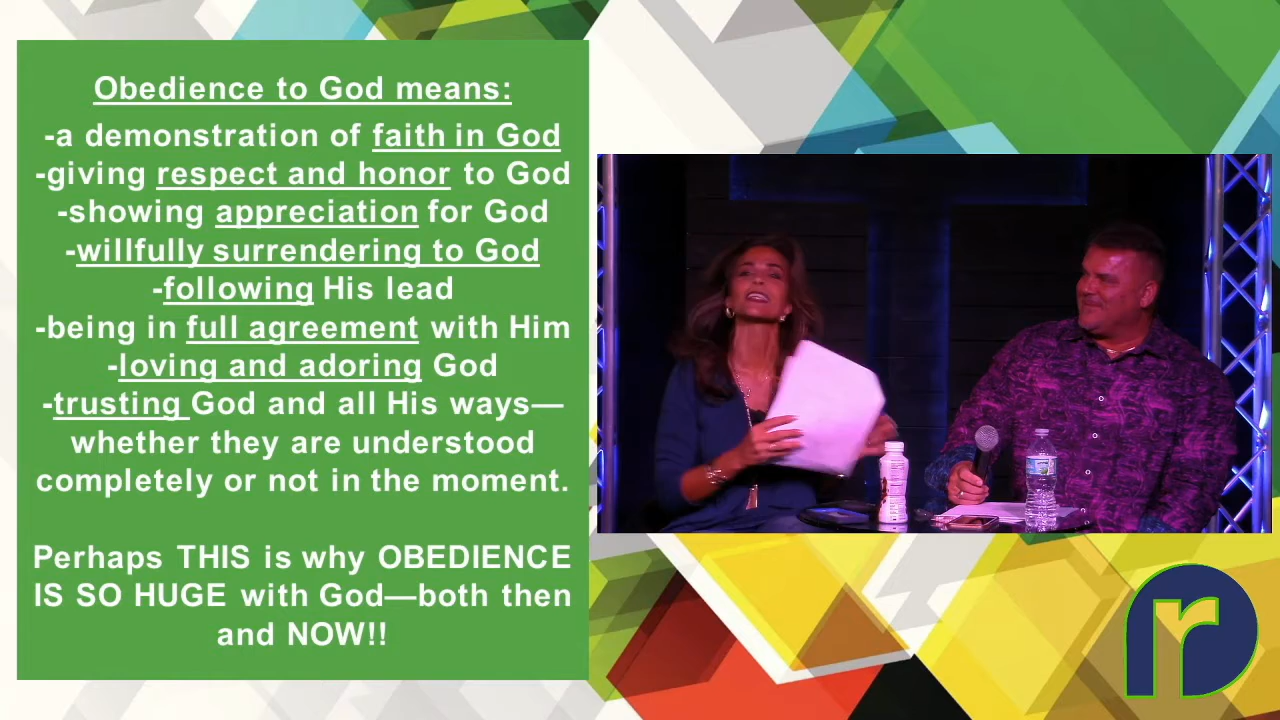 Obedience to God means:
-a demonstration of faith in God
-giving respect and honor to God
-showing appreciation for God
-willfully surrendering to God
-following His lead
-being in full agreement with Him
-loving and adoring God
-trusting God and all His ways—
whether they are understood
completely or not in the moment.
Perhaps THIS is why OBEDIENCE
IS SO HUGE with God—both then
and NOW!!
r